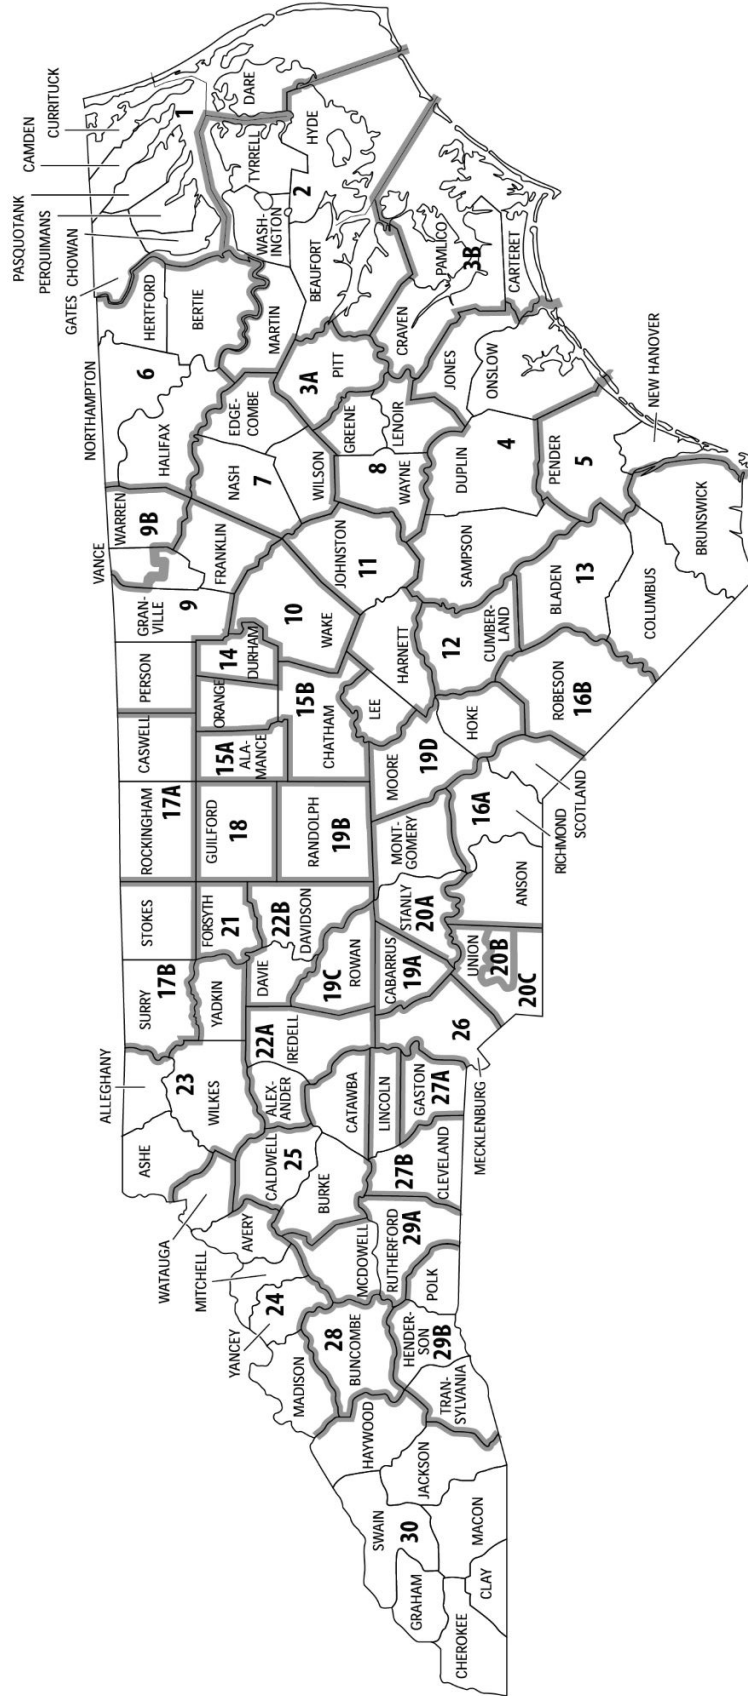 CHEROKEE
GRAHAM
CLAY
SWAIN
30
MACON
JACKSON
HAYWOOD
TRAN-
SYLVANIA
MADISON
YANCEY
24
MITCHELL
WATAUGA
AVERY
28
BUNCOMBE
HENDER-
SON
29B
POLK
MCDOWELL
RUTHERFORD
29A
ASHE
ALLEGHANY
23
WILKES
CALDWELL
25
BURKE
ALEX-
ANDER
CATAWBA
LINCOLN
27B
CLEVELAND
GASTON
27A
MECKLENBURG
26
SURRY
17B
YADKIN
22A
IREDELL
DAVIE
STOKES
FORSYTH
21
22B
DAVIDSON
19C
ROWAN
CABARRUS
19A
STANLY
20A
UNION
20B
20C
ANSON
ROCKINGHAM
17A
GUILFORD
18
RANDOLPH
19B
MONT-
GOMERY
RICHMOND
16A
SCOTLAND
CASWELL
15A
ALA-
MANCE
ORANGE
CHATHAM
15B
MOORE
19D
LEE
HOKE
PERSON
14
DURHAM
GRAN-
VILLE
9
VANCE
WARREN
9B
FRANKLIN
10
WAKE
HARNETT
12
CUMBER-
LAND
ROBESON
16B
BLADEN
13
COLUMBUS
BRUNSWICK
JOHNSTON
11
SAMPSON
NORTHAMPTON
HALIFAX
6
NASH
7
EDGE-
COMBE
WILSON
8
WAYNE
GREENE
LENOIR
DUPLIN
4
PENDER
5
NEW HANOVER
GATES
CHOWAN
PERQUIMANS
PASQUOTANK
CAMDEN
CURRITUCK
1
HERTFORD
BERTIE
MARTIN
3A
PITT
CRAVEN
JONES
ONSLOW
WASH-
INGTON
TYRRELL
DARE
BEAUFORT
2
HYDE
PAMLICO
3B
CARTERET